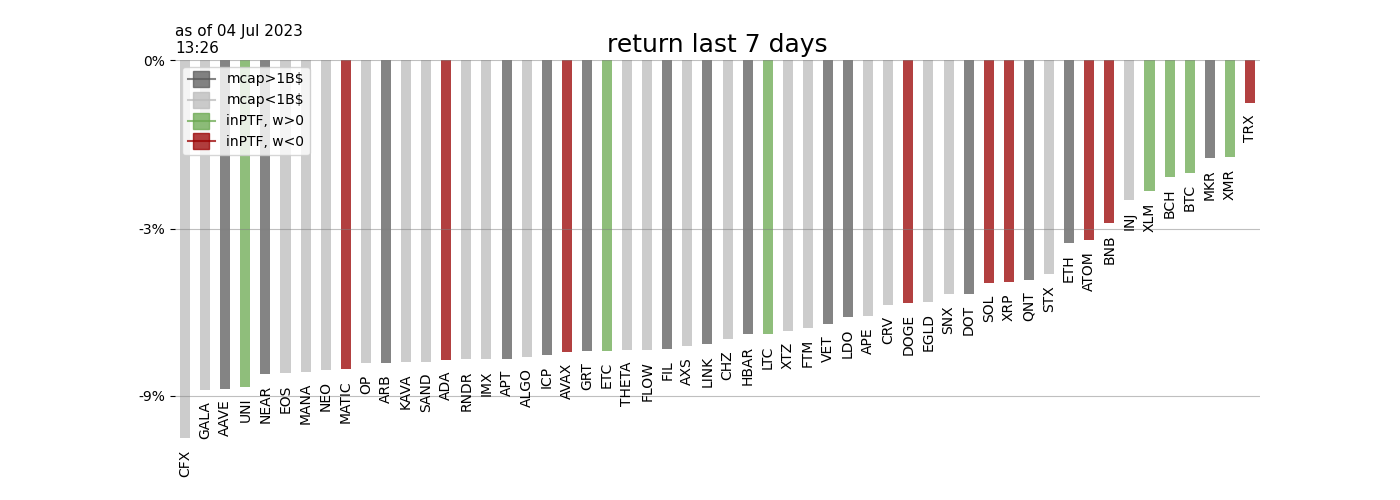 as of 04 Jul 2023
13:26
return last 7 days
0%
-3%
-9%
mcap>1B$
mcap<1B$
inPTF, w>0
inPTF, w<0
CFX
GALA
AAVE
UNI
NEAR
EOS
MANA
NEO
MATIC
OP
ARB
KAVA
SAND
ADA
RNDR
IMX
APT
ALGO
ICP
AVAX
GRT
ETC
THETA
FLOW
FIL
AXS
LINK
CHZ
HBAR
LTC
XTZ
FTM
VET
LDO
APE
CRV
DOGE
EGLD
SNX
DOT
SOL
XRP
QNT
STX
ETH
ATOM
BNB
INJ
XLM
BCH
BTC
MKR
XMR
TRX